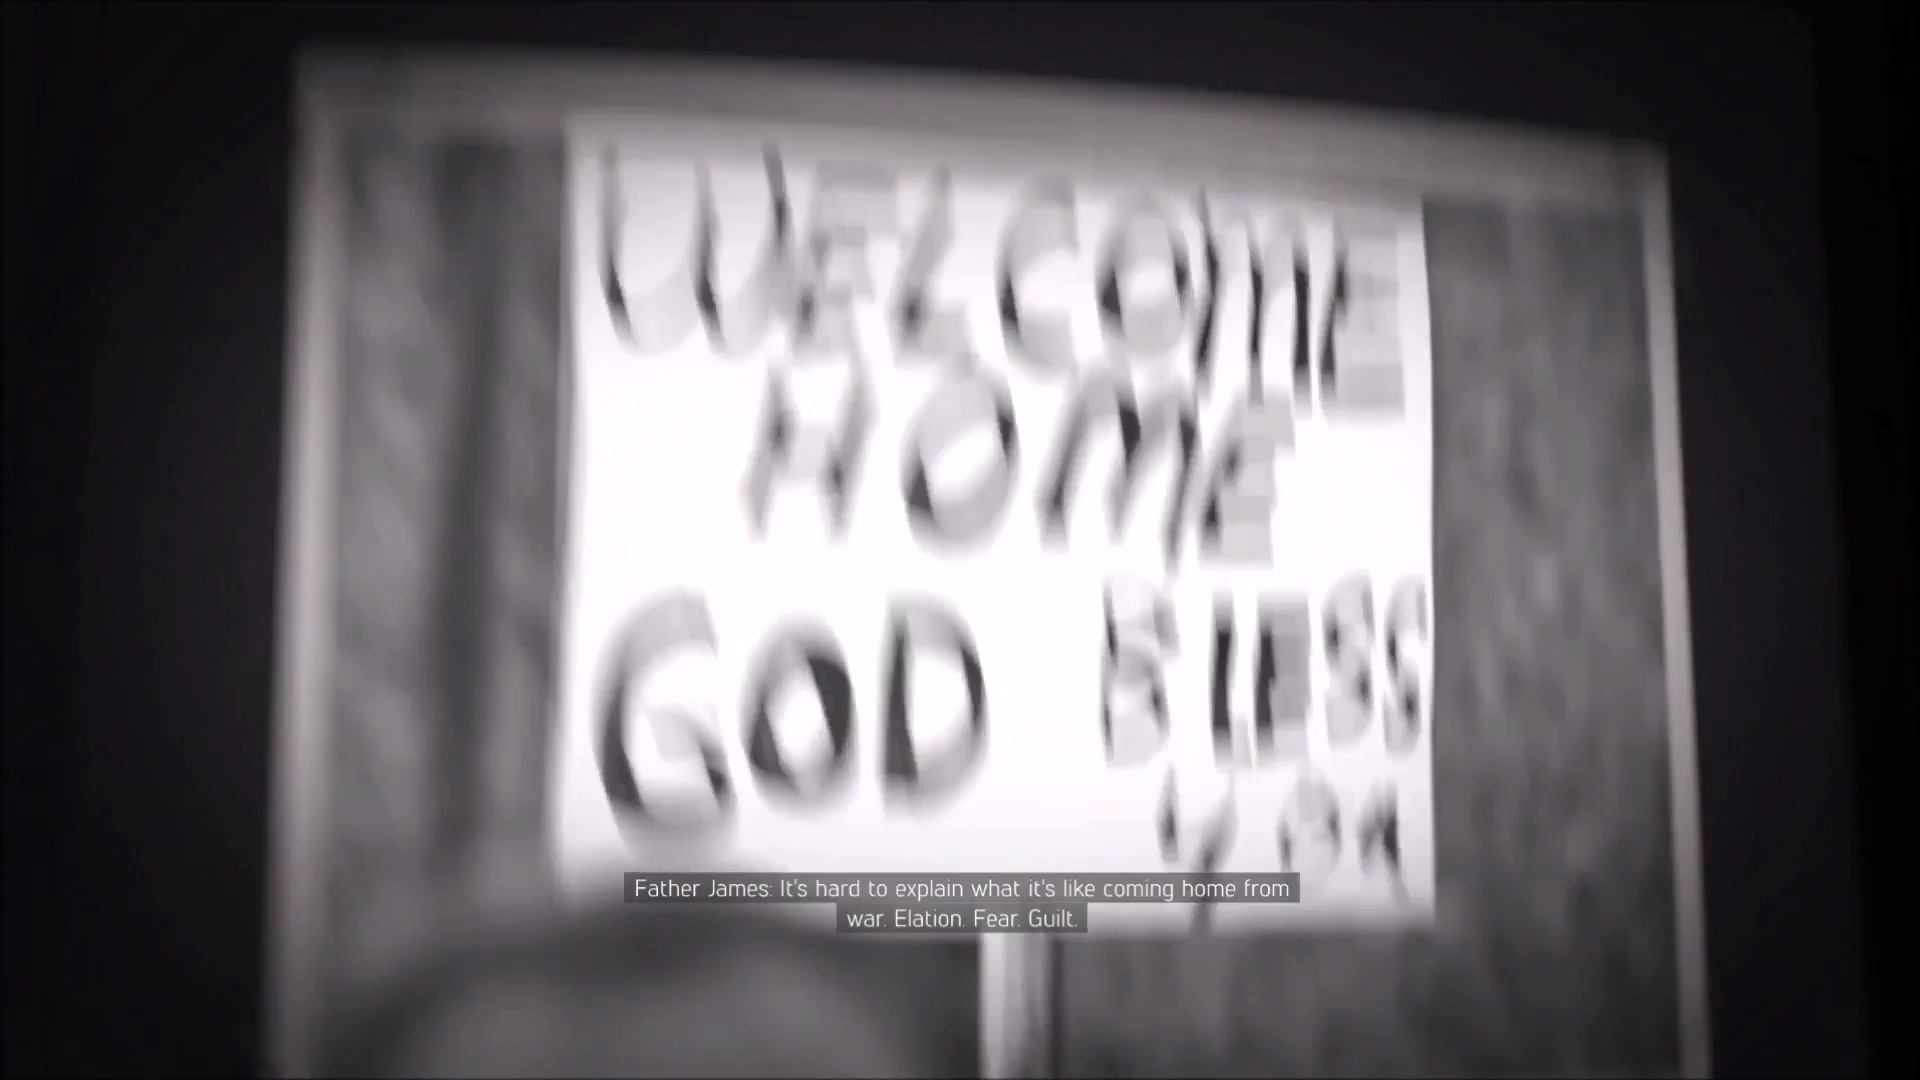 WELCOME
HOME
GOD BLESS
YOU
Father James: It's hard to explain what it's like coming home from
war. Elation. Fear. Guilt.